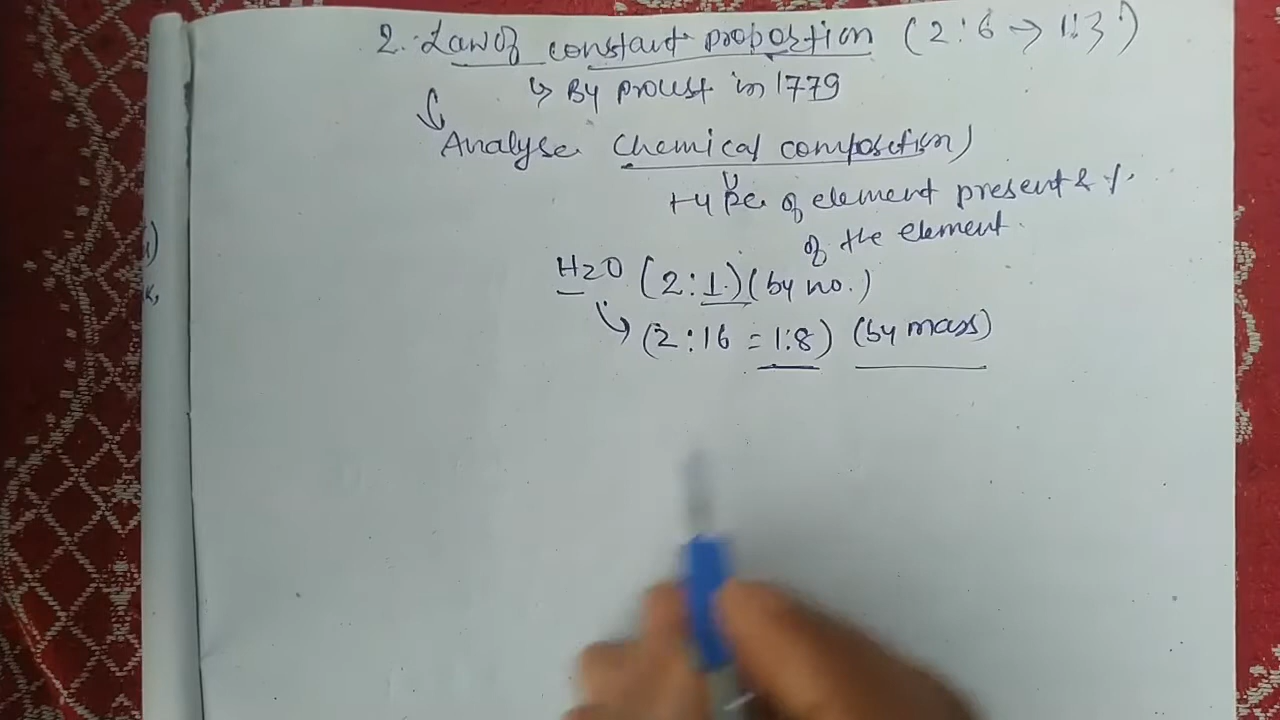 2. Law of constant proportion (2:6 → 1:3)
↳ By proust in 1779
Analyse Chemical composition)
type of element present & %
of the element.
H2O (2:1.) (by no.)
↳ (2:16 = 1:8) (by mass)